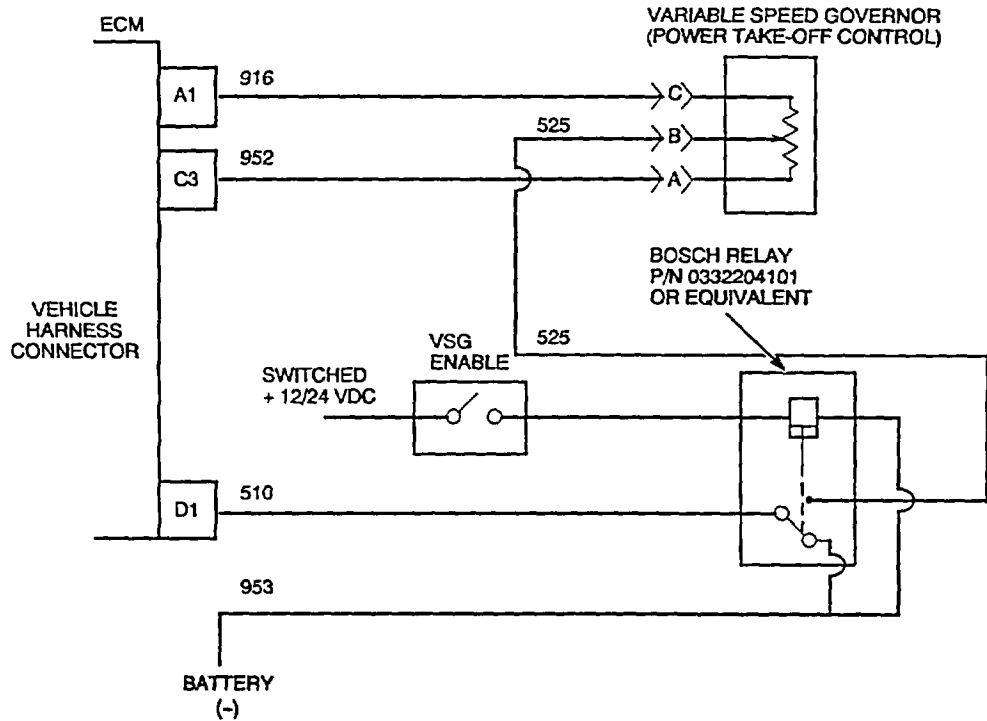 ECM
VARIABLE SPEED GOVERNOR
(POWER TAKE-OFF CONTROL)
A1
916
C
525
B
C3
952
A
BOSCH RELAY
P/N 0332204101
OR EQUIVALENT
VEHICLE
HARNESS
CONNECTOR
VSG
ENABLE
525
SWITCHED
+ 12/24 VDC
D1
510
953
BATTERY
(-)